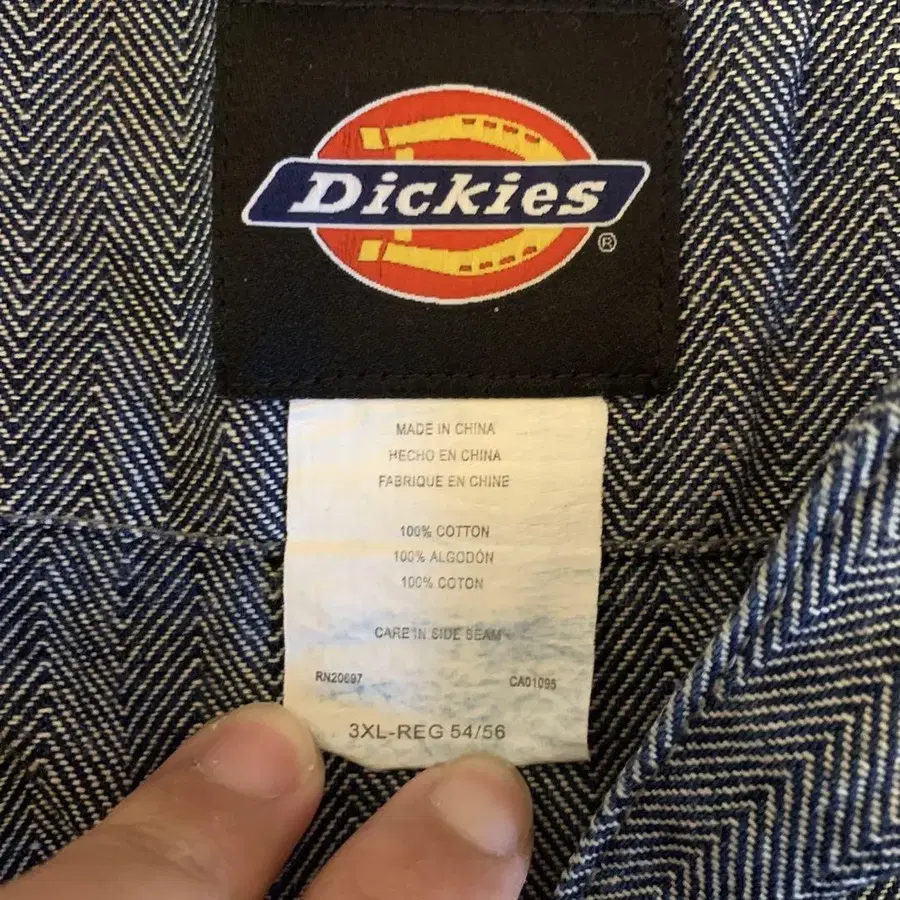 Dickies
®
MADE IN CHINA
HECHO EN CHINA
FABRIQUE EN CHINE
100% COTTON
100% ALGODÓN
100% COTON
CARE IN SIDE SEAM
RN20697 CA01095
3XL-REG 54/56